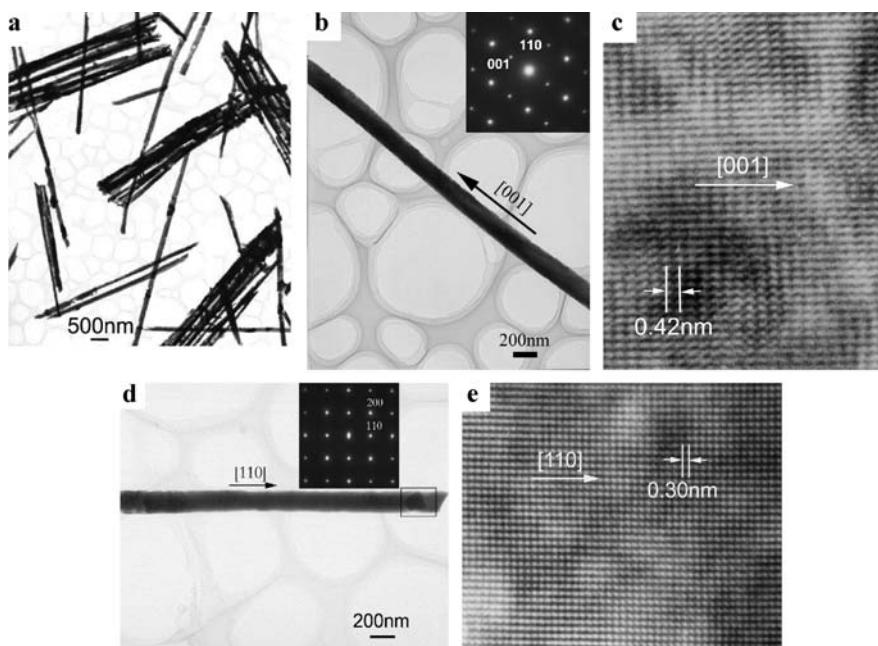 a
500nm
b
110
001
[001]
200nm
c
[001]
0.42nm
d
200
110
[110]
200nm
e
[110]
0.30nm